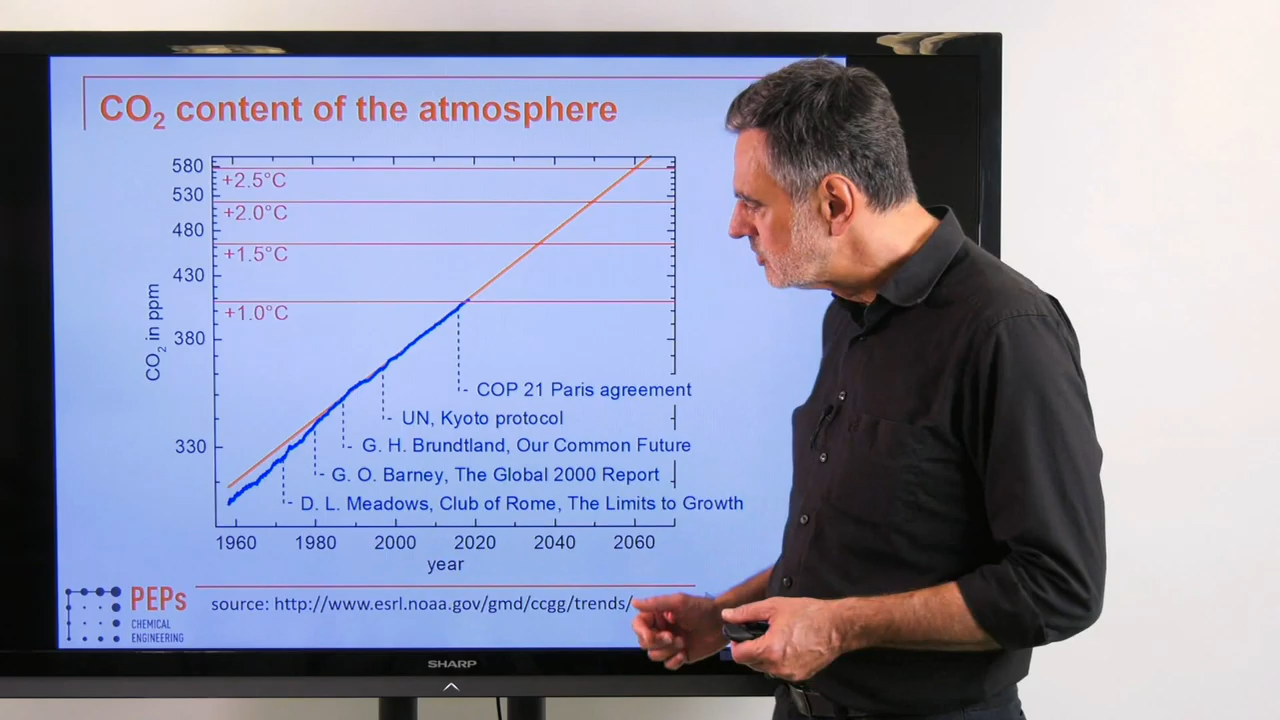 CO2 content of the atmosphere
580
+2.5°C
530
+2.0°C
480
+1.5°C
430
+1.0°C
380
CO2 in ppm
COP 21 Paris agreement
UN, Kyoto protocol
330
G. H. Brundtland, Our Common Future
G. O. Barney, The Global 2000 Report
D. L. Meadows, Club of Rome, The Limits to Growth
1960 1980 2000 2020 2040 2060
year
PEPs
CHEMICAL
ENGINEERING
source: http://www.esrl.noaa.gov/gmd/ccgg/trends/
SHARP